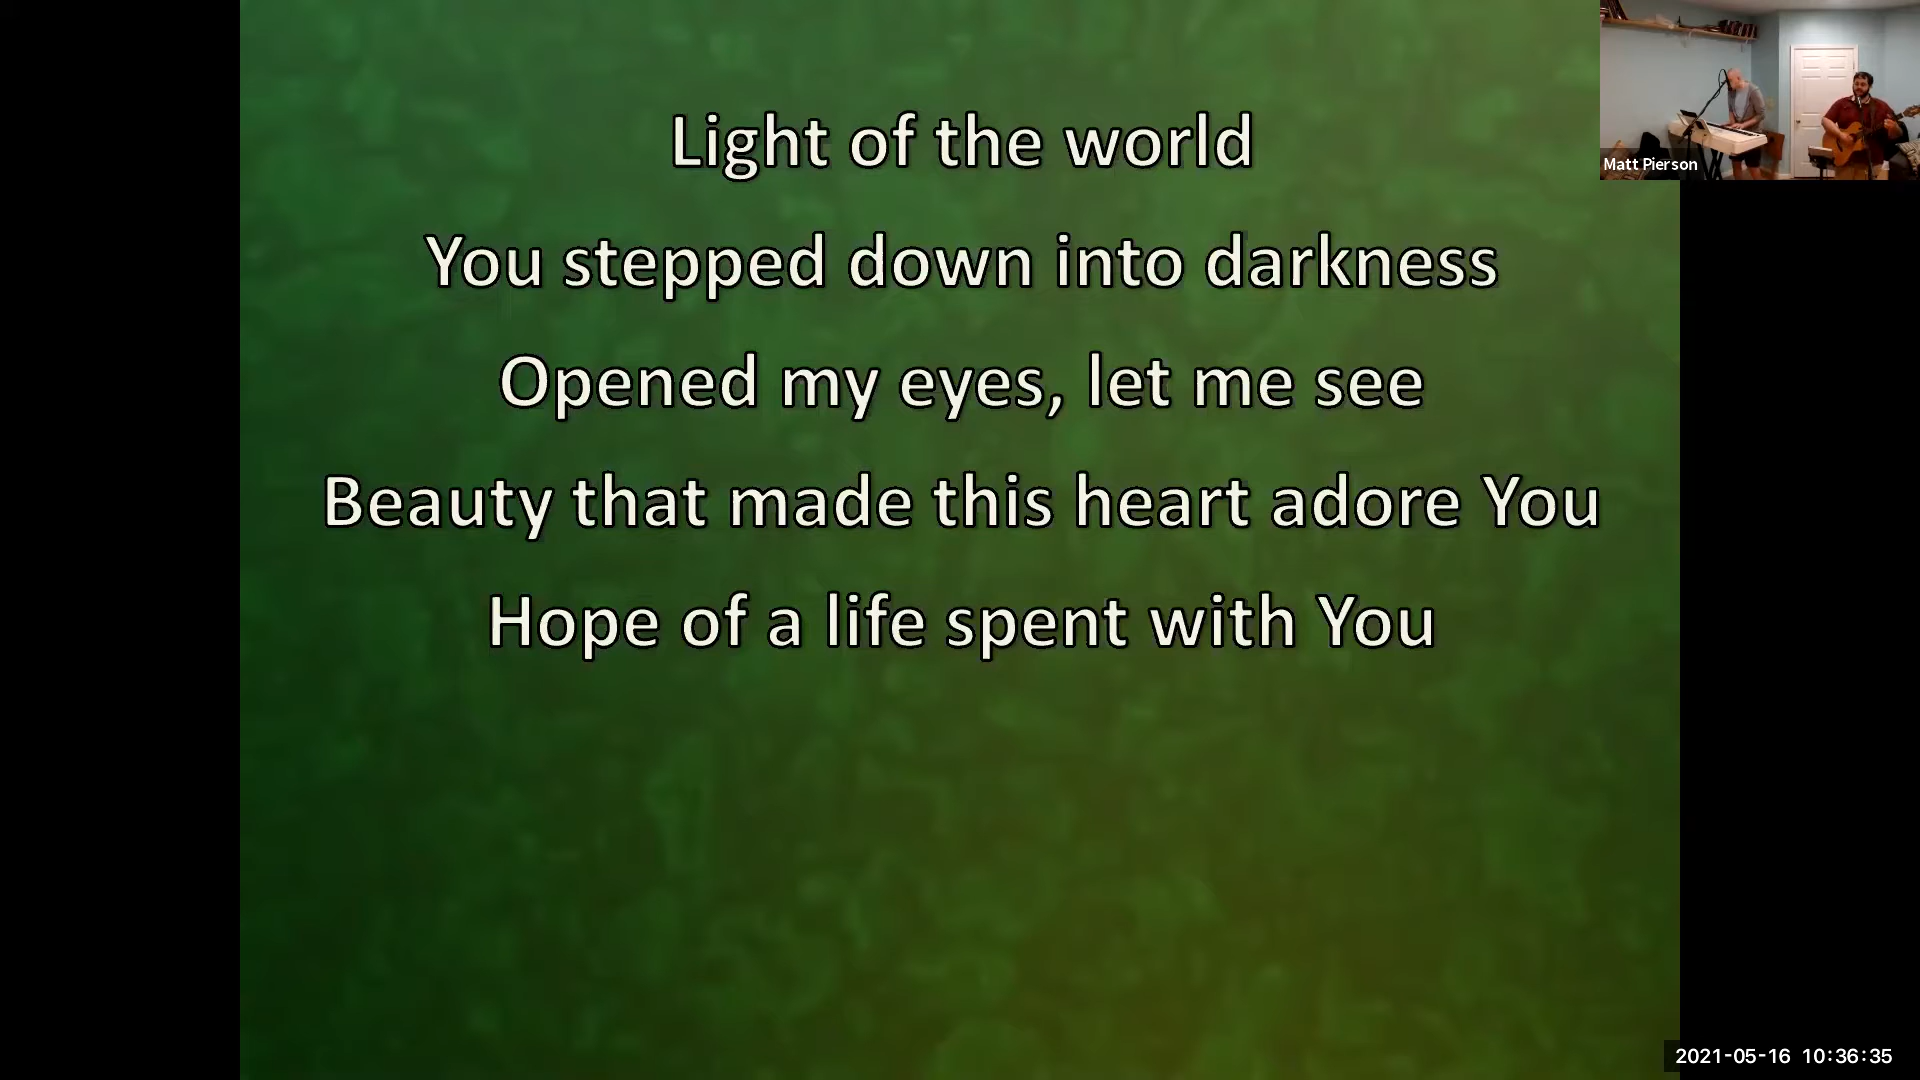 Light of the world
You stepped down into darkness
Opened my eyes, let me see
Beauty that made this heart adore You
Hope of a life spent with You
Matt Pierson
2021-05-16 10:36:35